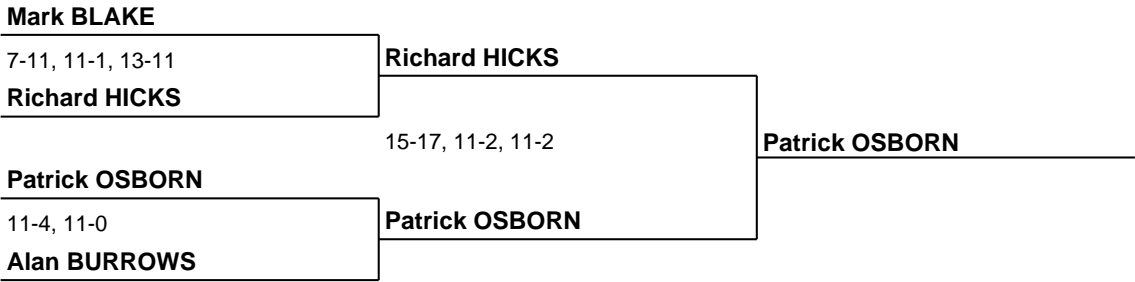 Mark BLAKE
7-11, 11-1, 13-11
Richard HICKS
Richard HICKS
15-17, 11-2, 11-2
Patrick OSBORN
Patrick OSBORN
11-4, 11-0
Patrick OSBORN
Alan BURROWS